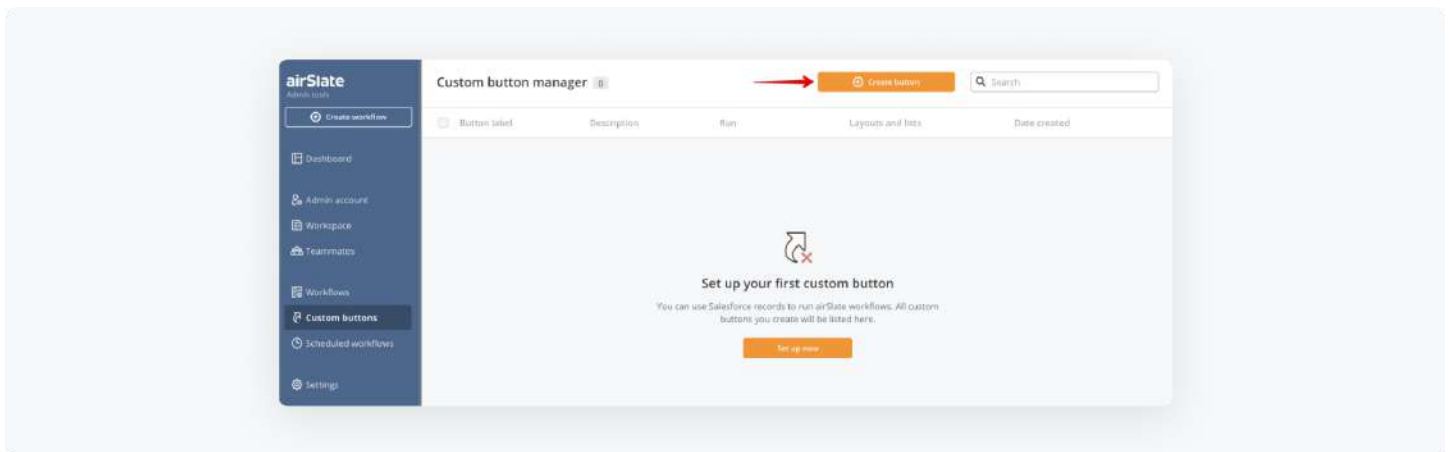 airSlate
Admin tools
Create workflow
Dashboard
Admin account
Workspace
Teammates
Workflows
Custom buttons
Scheduled workflows
Settings
Custom button manager 0
Create button
Search
Button label Description Run Layouts and lists Date created
Set up your first custom button
You can use Salesforce records to run airSlate workflows. All custom
buttons you create will be listed here.
Set up now